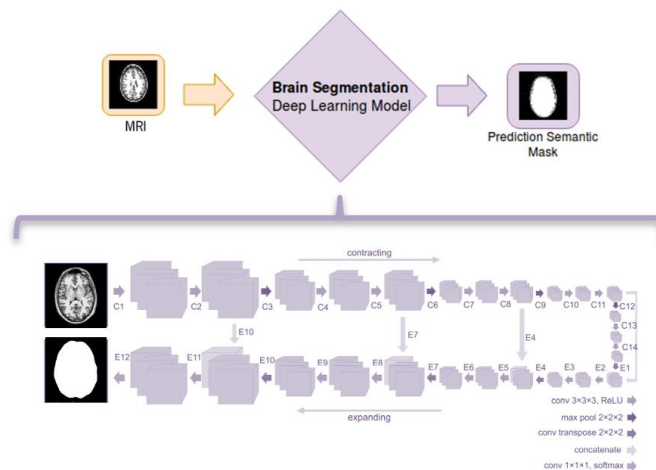 MRI
Brain Segmentation
Deep Learning Model
Prediction Semantic
Mask
contracting
C1 C2 C3 C4 C5 C6 C7 C8 C9 C10 C11 C12
C13
C14
E10 E7 E4
E12 E11 E10 E9 E8 E7 E6 E5 E4 E3 E2 E1
expanding
conv 3×3×3, ReLU
max pool 2×2×2
conv transpose 2×2×2
concatenate
conv 1×1×1, softmax